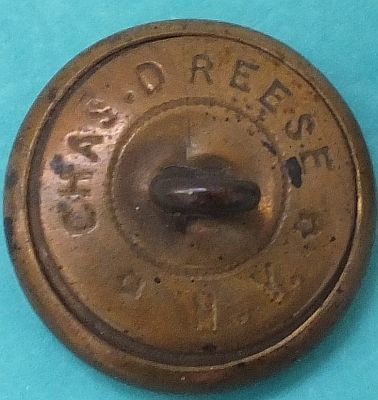 CHAS. D REESE
N.Y.